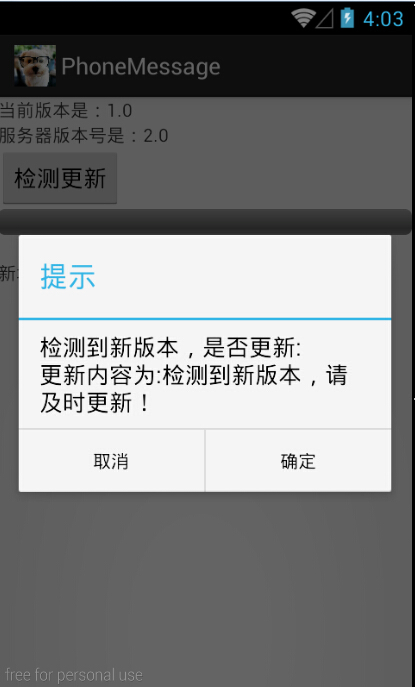 4:03
PhoneMessage
当前版本是：1.0
服务器版本号是：2.0
检测更新
新
提示
检测到新版本，是否更新:
更新内容为:检测到新版本，请
及时更新！
取消
确定
free for personal use